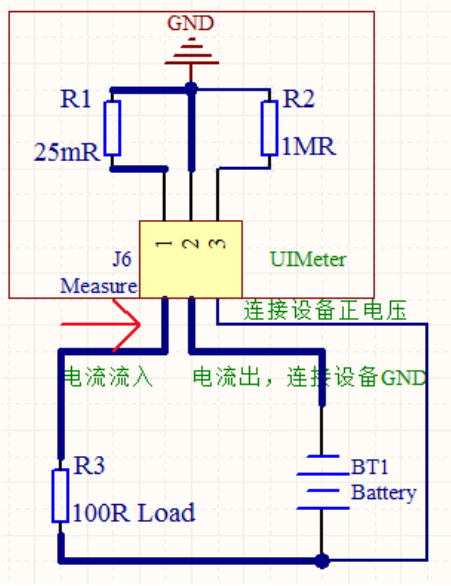 GND
R1
R2
25mR
1MR
1
2
3
J6
UIMeter
Measure
连接设备正电压
电流流入
电流出，连接设备GND
R3
BT1
Battery
100R Load